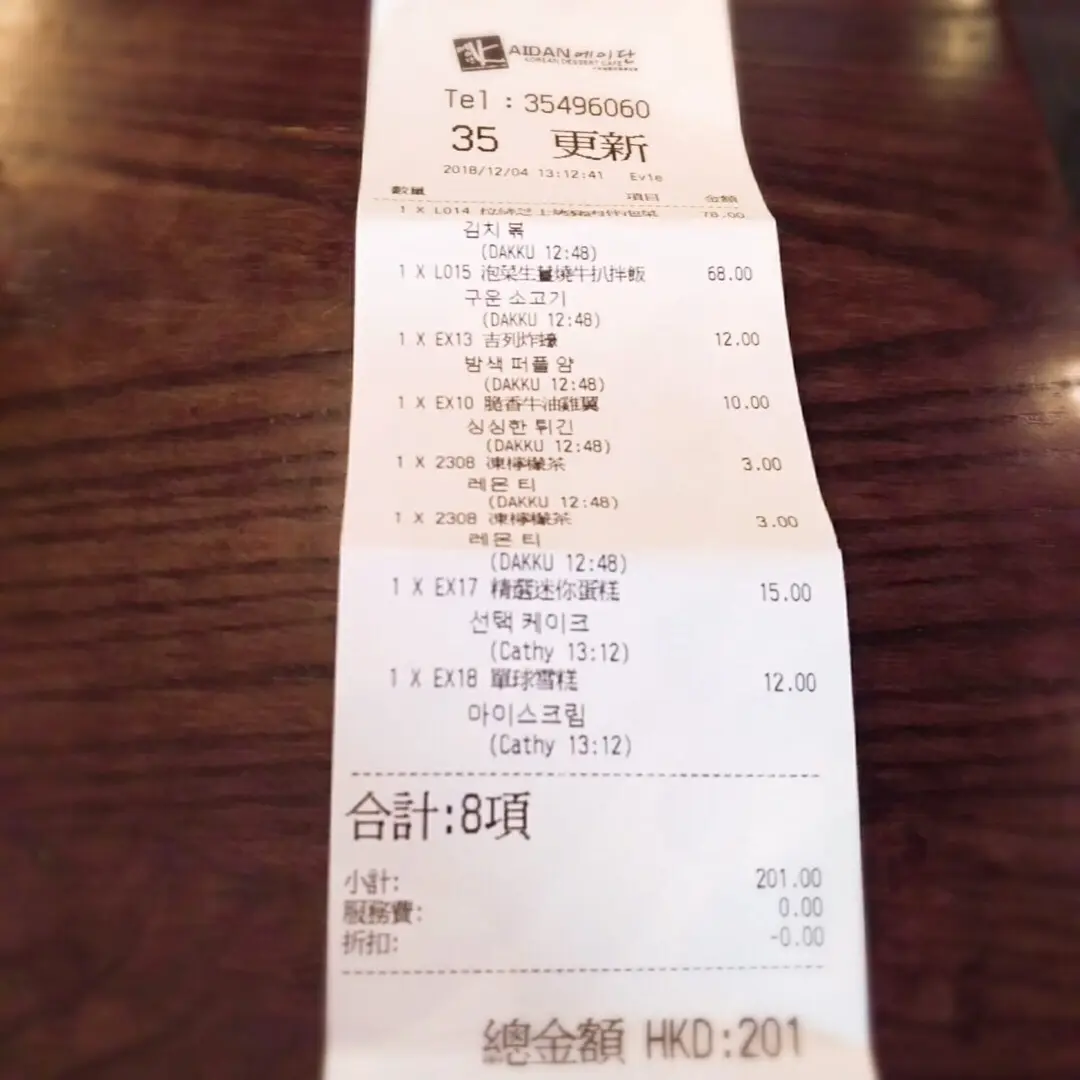 AIDAN 에이단
KOREAN DESSERT CAFE
Tel : 35496060
35 更新
2018/12/04 13:12:41 Evie
數量 項目 金額
1 X L014 78.00
김치 볶
(DAKKU 12:48)
1 X L015 泡菜生薑燒牛扒拌飯 68.00
구운 소고기
(DAKKU 12:48)
1 X EX13 吉列炸蠔 12.00
밤색 퍼플 얌
(DAKKU 12:48)
1 X EX10 脆香牛油雞翼 10.00
싱싱한 튀긴
(DAKKU 12:48)
1 X 2308 凍檸檬茶 3.00
레몬 티
(DAKKU 12:48)
1 X 2308 凍檸檬茶 3.00
레몬 티
(DAKKU 12:48)
1 X EX17 精選迷你蛋糕 15.00
선택 케이크
(Cathy 13:12)
1 X EX18 單球雪糕 12.00
아이스크림
(Cathy 13:12)
合計:8項
小計: 201.00
服務費: 0.00
折扣: -0.00
總金額 HKD:201